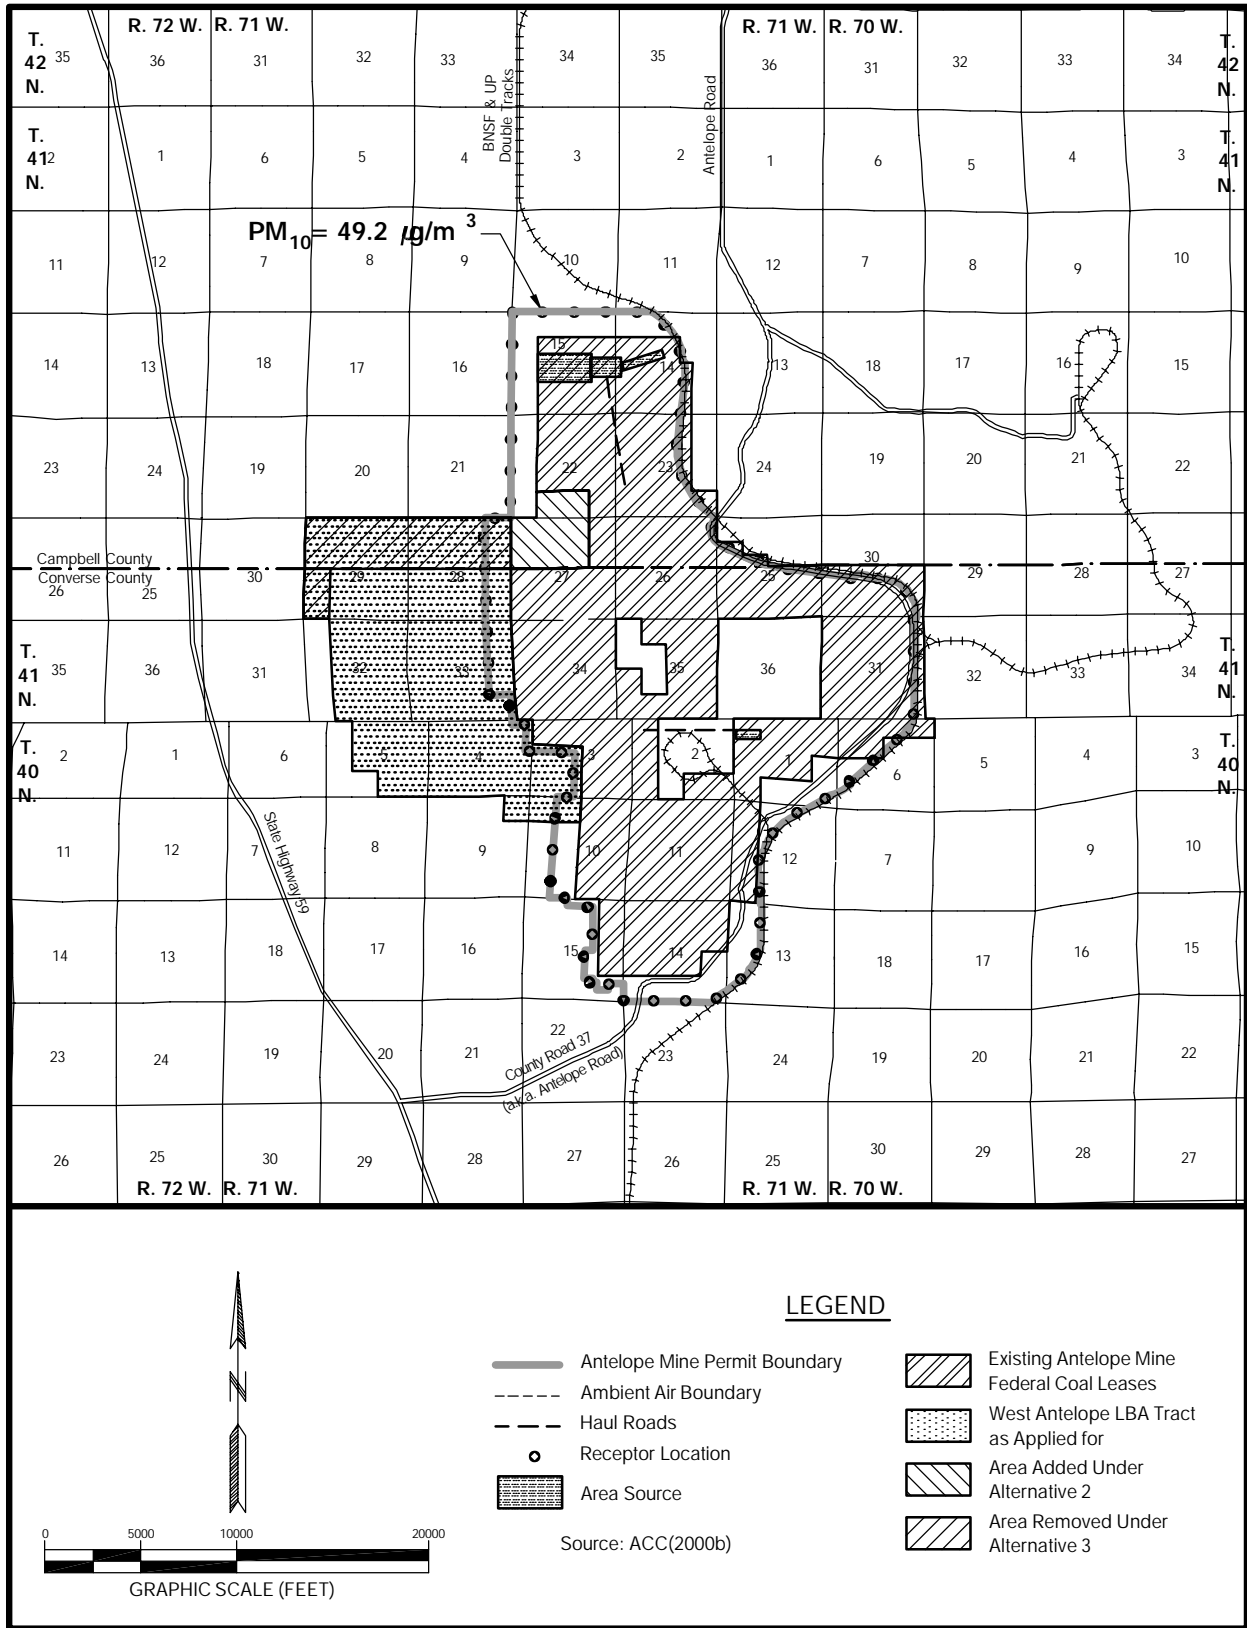 R. 72 W. R. 71 W. R. 71 W. R. 70 W.
T. 42 N. 35 36 31 32 33 34 35 36 31 32 33 34 T. 42 N.
BNSF & UP
Double Tracks
Antelope Road
T. 41 N. 2 1 6 5 4 3 2 1 6 5 4 3 T. 41 N.
PM10= 49.2 µg/m 3
11 12 7 8 9 10 11 12 7 8 9 10
14 13 18 17 16 15 14 13 18 17 16 15
23 24 19 20 21 22 23 24 19 20 21 22
Campbell County
Converse County
26 25 30 29 28 27 26 25 30 29 28 27
T. 41 N. 35 36 31 32 33 34 35 36 31 32 33 34 T. 41 N.
T. 40 N. 2 1 6 5 4 3 2 1 6 5 4 3 T. 40 N.
State Highway 59
11 12 7 8 9 10 11 12 7 9 10
14 13 18 17 16 15 14 13 18 17 16 15
23 24 19 20 21 22 23 24 19 20 21 22
County Road 37
(a.k.a. Antelope Road)
26 25 30 29 28 27 26 25 30 29 28 27
R. 72 W. R. 71 W. R. 71 W. R. 70 W.
N
0 5000 10000 20000
GRAPHIC SCALE (FEET)
LEGEND
Antelope Mine Permit Boundary
Ambient Air Boundary
Haul Roads
Receptor Location
Area Source
Source: ACC(2000b)
Existing Antelope Mine
Federal Coal Leases
West Antelope LBA Tract
as Applied for
Area Added Under
Alternative 2
Area Removed Under
Alternative 3